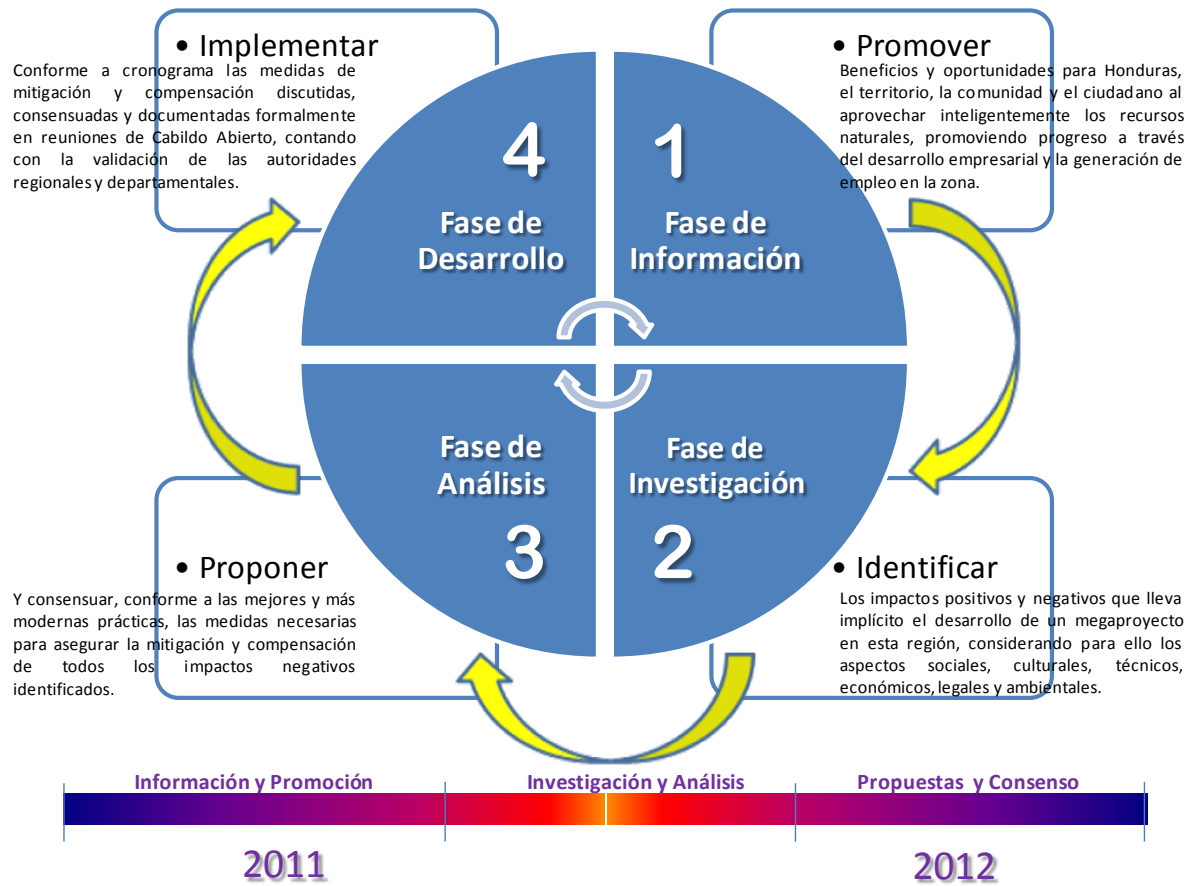 • Implementar
Conforme a cronograma las medidas de
mitigación y compensación discutidas,
consensuadas y documentadas formalmente
en reuniones de Cabildo Abierto, contando
con la validación de las autoridades
regionales y departamentales.
• Promover
Beneficios y oportunidades para Honduras,
el territorio, la comunidad y el ciudadano al
aprovechar inteligentemente los recursos
naturales, promoviendo progreso a través
del desarrollo empresarial y la generación de
empleo en la zona.
4
Fase de
Desarrollo
1
Fase de
Información
Fase de
Análisis
3
Fase de
Investigación
2
• Proponer
Y consensuar, conforme a las mejores y más
modernas prácticas, las medidas necesarias
para asegurar la mitigación y compensación
de todos los impactos negativos
identificados.
• Identificar
Los impactos positivos y negativos que lleva
implícito el desarrollo de un megaproyecto
en esta región, considerando para ello los
aspectos sociales, culturales, técnicos,
económicos, legales y ambientales.
Información y Promoción
Investigación y Análisis
Propuestas y Consenso
2011
2012